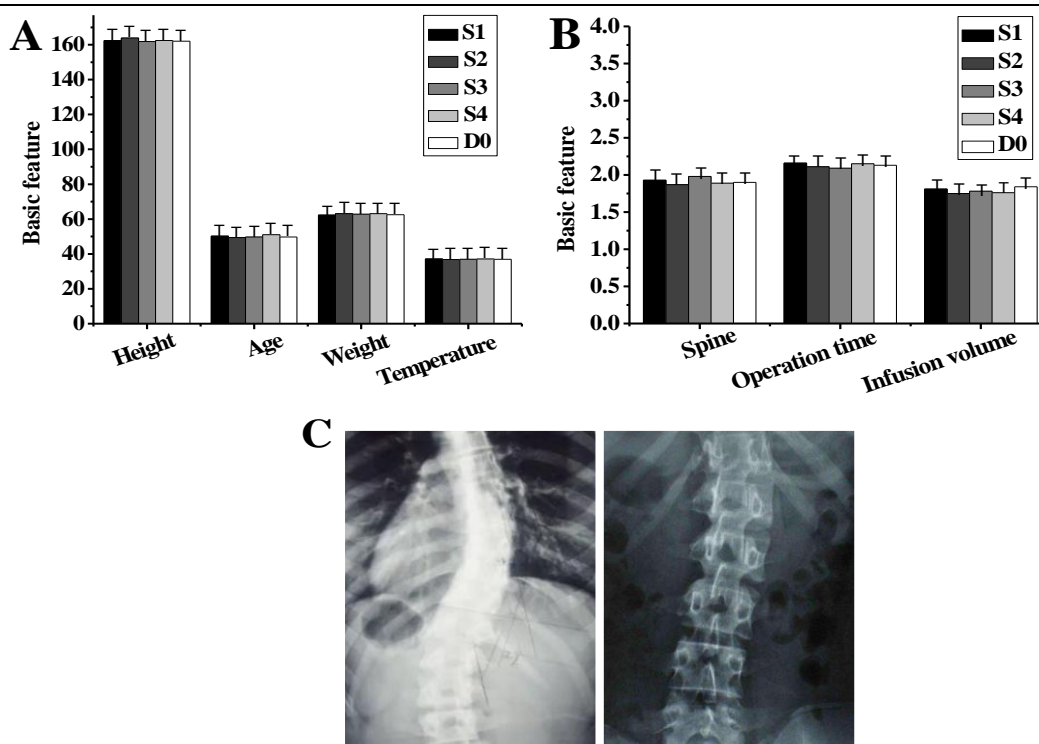 A
Basic feature
160
140
120
100
80
60
40
20
0
Height
Age
Weight
Temperature
S1
S2
S3
S4
D0
B
Basic feature
4.0
3.5
3.0
2.5
2.0
1.5
1.0
0.5
0.0
Spine
Operation time
Infusion volume
S1
S2
S3
S4
D0
C